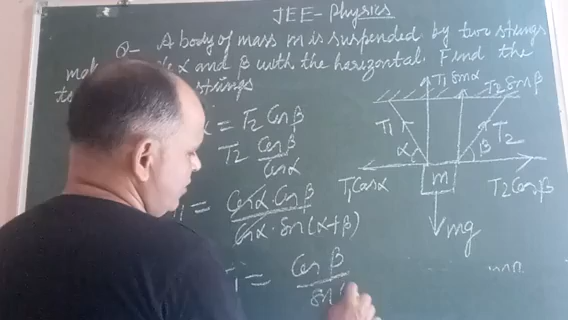 JEE-Physics
Q- A body of mass m is suspended by two strings
α and β with the horizontal. Find the
strings
T1 Sinα
T2 Sinβ
α = T2 Cosβ
T1
T2
T2 Cosβ/Cosα
α
β
T1Cosα
m
T2Cosβ
= Cosα·Cosβ/Cosα·Sin(α+β)
mg
= Cosβ/Sin